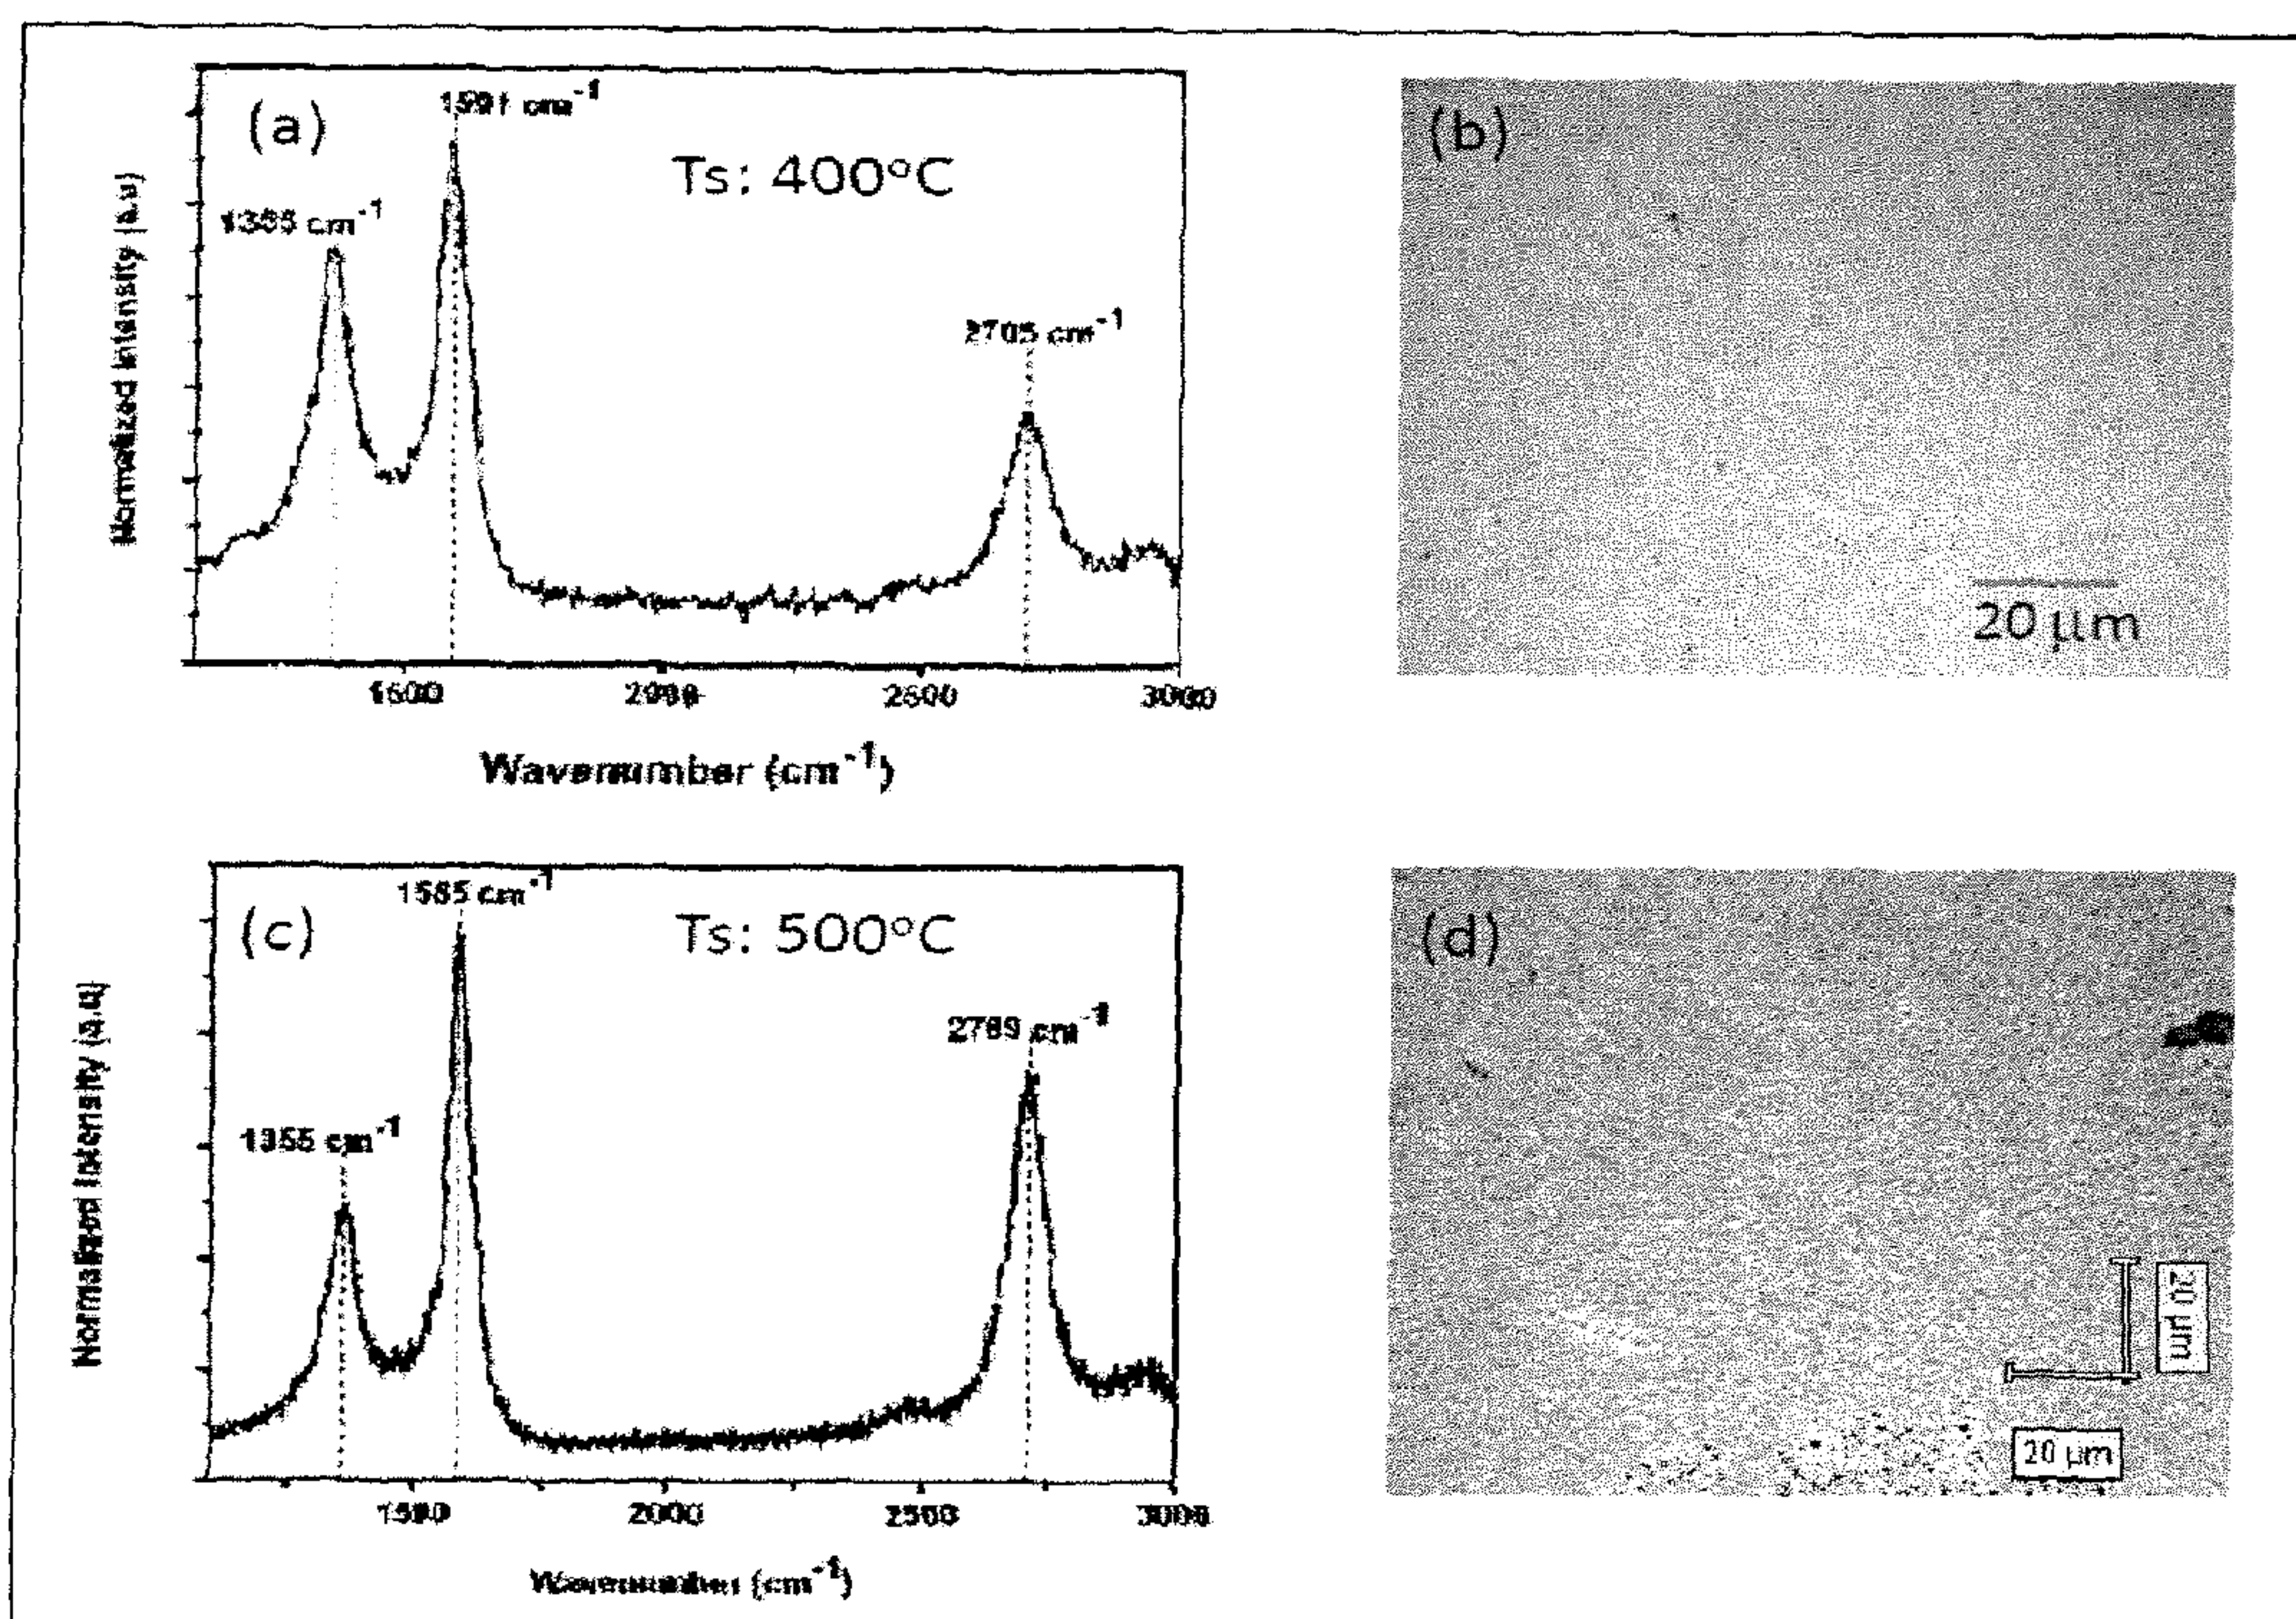 (a)
1591 cm-1
Ts: 400°C
1355 cm-1
2705 cm-1
Normalized Intensity (a.u)
1500 2000 2500 3000
Wavenumber (cm-1)
(b)
20 μm
(c)
1585 cm-1
Ts: 500°C
1355 cm-1
2709 cm-1
Normalized Intensity (a.u)
1500 2000 2500 3000
Wavenumber (cm-1)
(d)
20 μm
20 μm